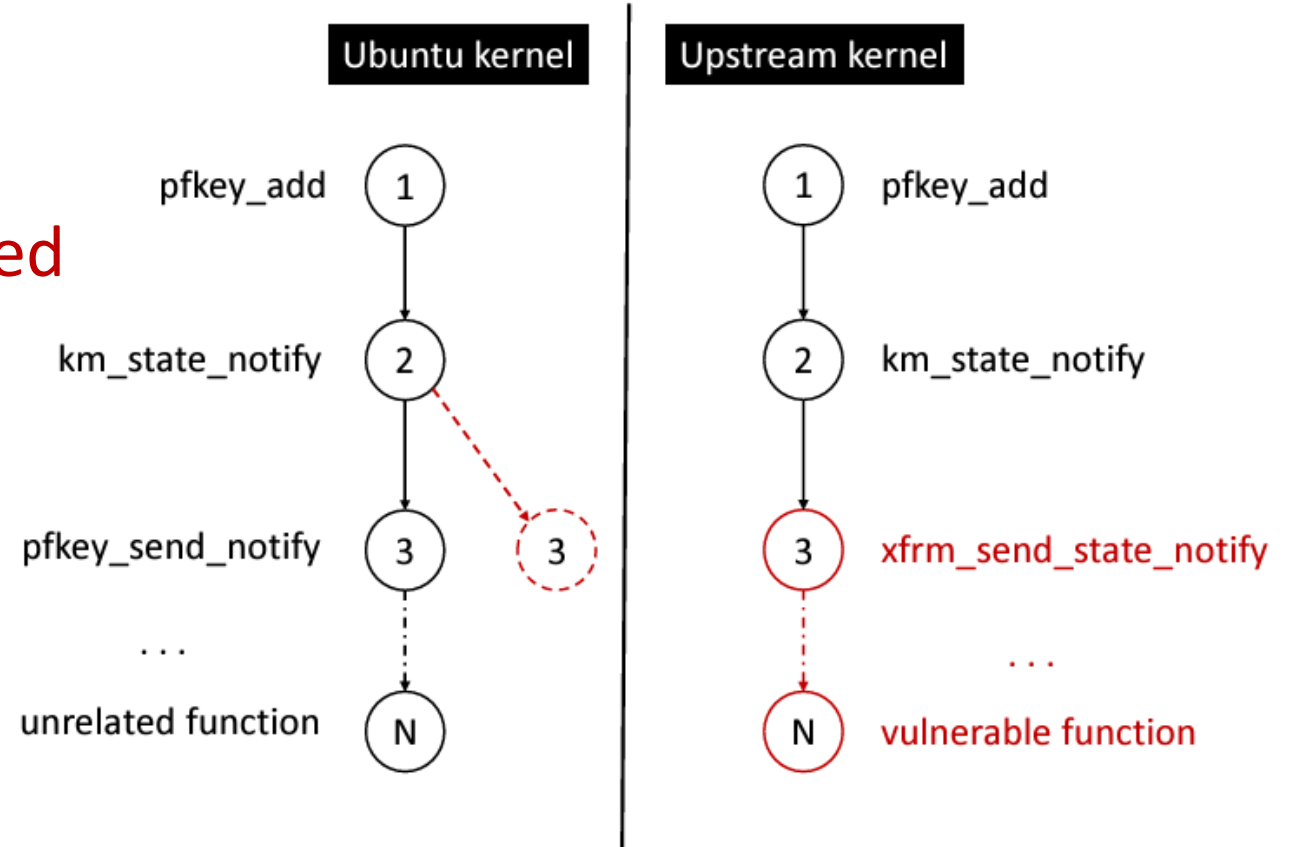 Ubuntu kernel
Upstream kernel
pfkey_add
1
1
pfkey_add
ed
km_state_notify
2
2
km_state_notify
pfkey_send_notify
3
3
3
xfrm_send_state_notify
. . .
. . .
unrelated function
N
N
vulnerable function